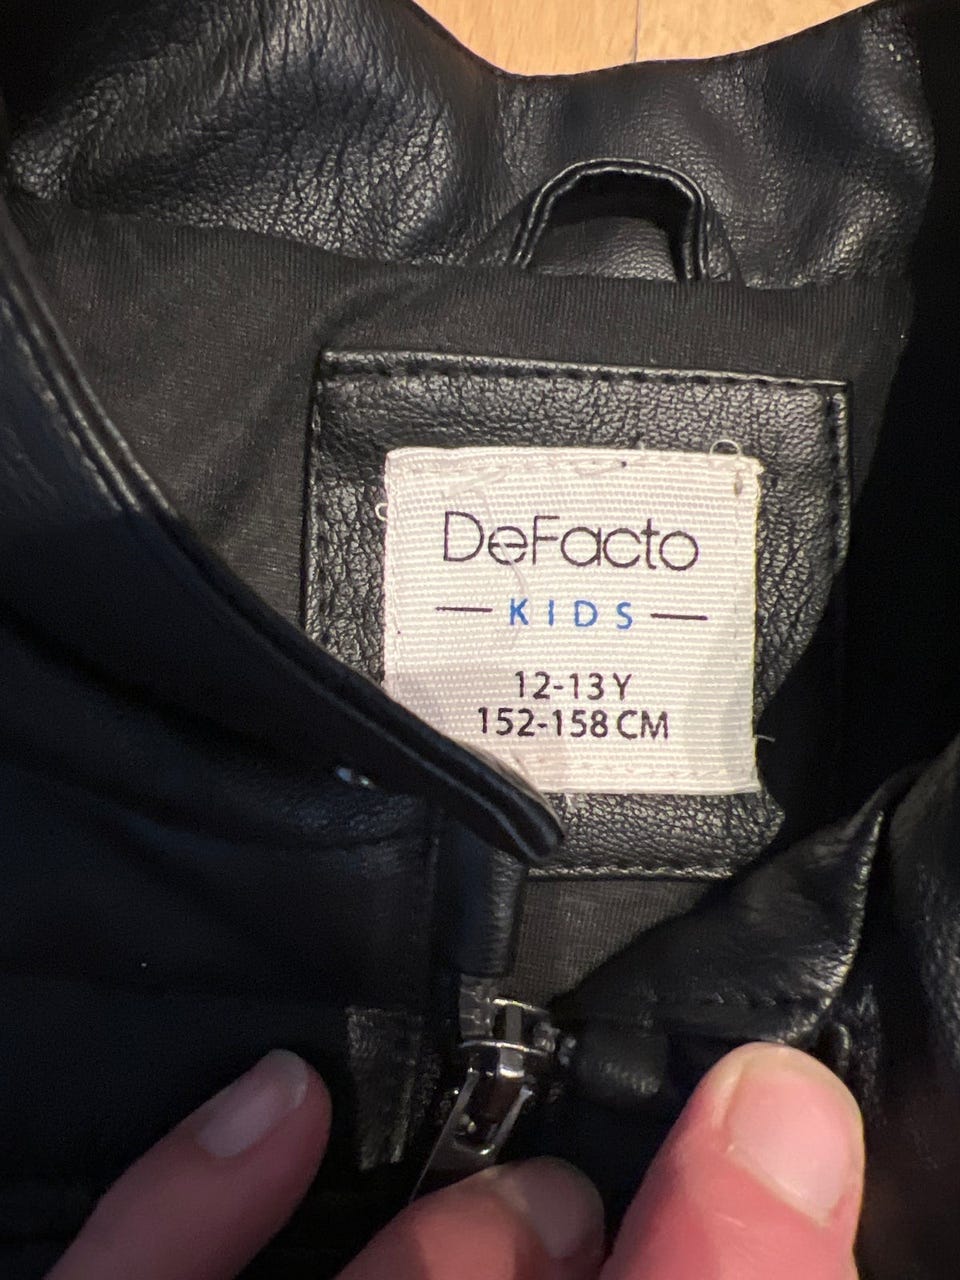 DeFacto
KIDS
12-13 Y
152-158 CM